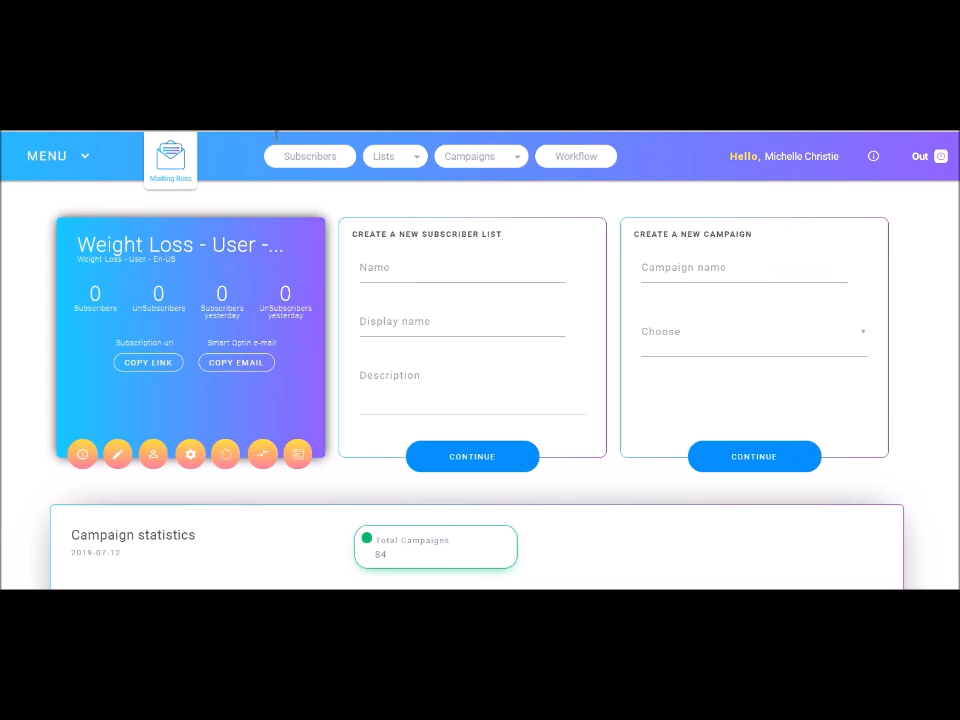 MENU
Mailing Boss
Subscribers
Lists
Campaigns
Workflow
Hello, Michelle Christie
Out
Weight Loss - User -...
Weight Loss - User - En-US
0 0 0 0
Subscribers UnSubscribers Subscribers yesterday UnSubscribers yesterday
Subscription url Smart Optin e-mail
COPY LINK COPY EMAIL
CREATE A NEW SUBSCRIBER LIST
Name
Display name
Description
CONTINUE
CREATE A NEW CAMPAIGN
Campaign name
Choose
CONTINUE
Campaign statistics
2019-07-12
Total Campaigns
84